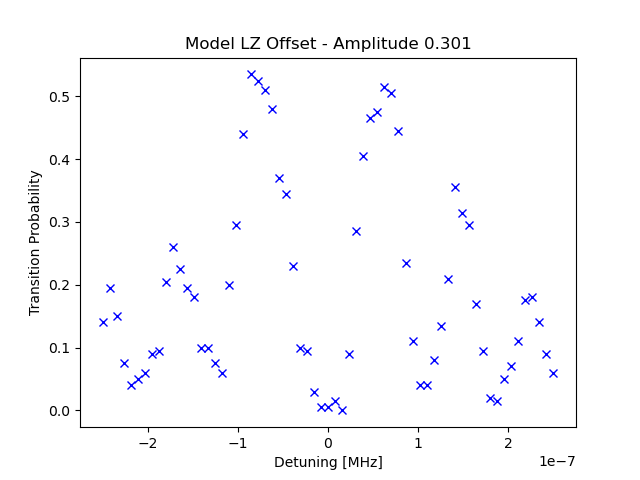 Model LZ Offset - Amplitude 0.301
Transition Probability
0.5
0.4
0.3
0.2
0.1
0.0
−2
−1
0
1
2
1e−7
Detuning [MHz]